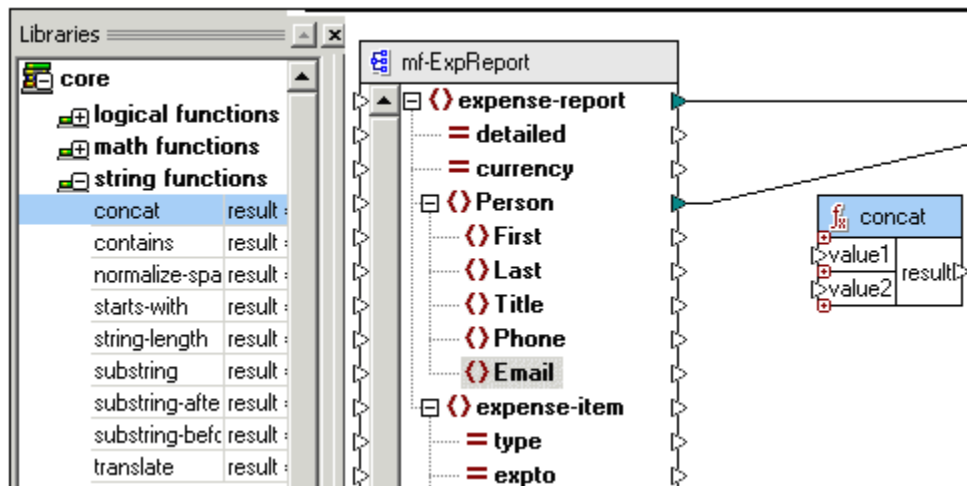 Libraries
core
logical functions
math functions
string functions
concat result =
contains result =
normalize-spa result =
starts-with result =
string-length result =
substring result =
substring-afte result =
substring-befc result =
translate result =
mf-ExpReport
expense-report
= detailed
= currency
Person
First
Last
Title
Phone
Email
expense-item
= type
= expto
fx concat
value1
value2
result